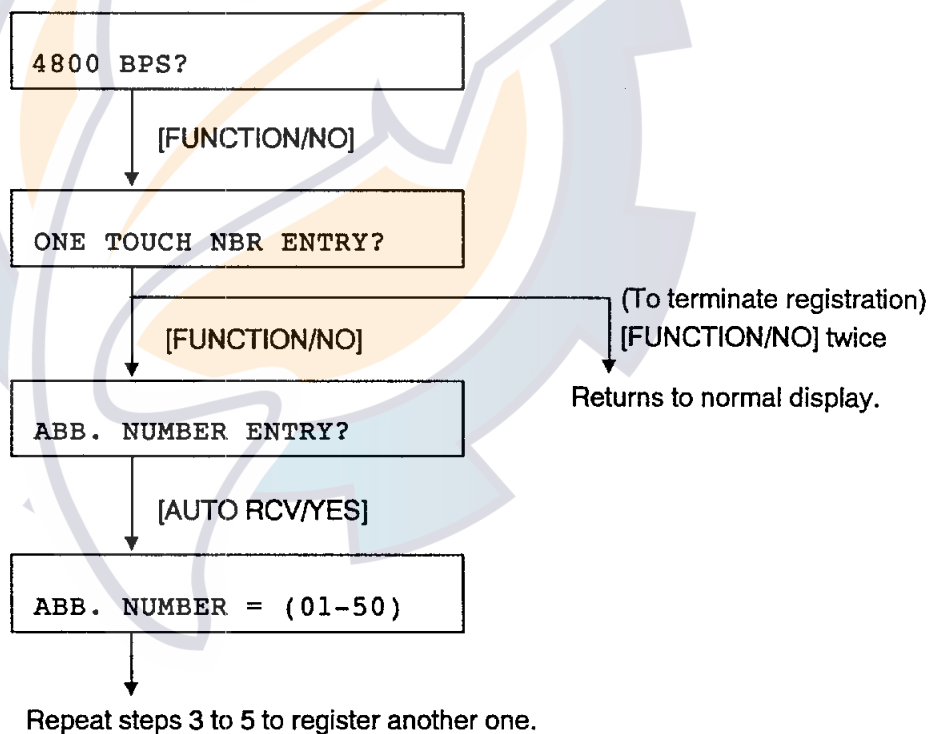 4800 BPS?
[FUNCTION/NO]
ONE TOUCH NBR ENTRY?
(To terminate registration)
[FUNCTION/NO]
[FUNCTION/NO] twice
Returns to normal display.
ABB. NUMBER ENTRY?
[AUTO RCV/YES]
ABB. NUMBER = (01-50)
Repeat steps 3 to 5 to register another one.